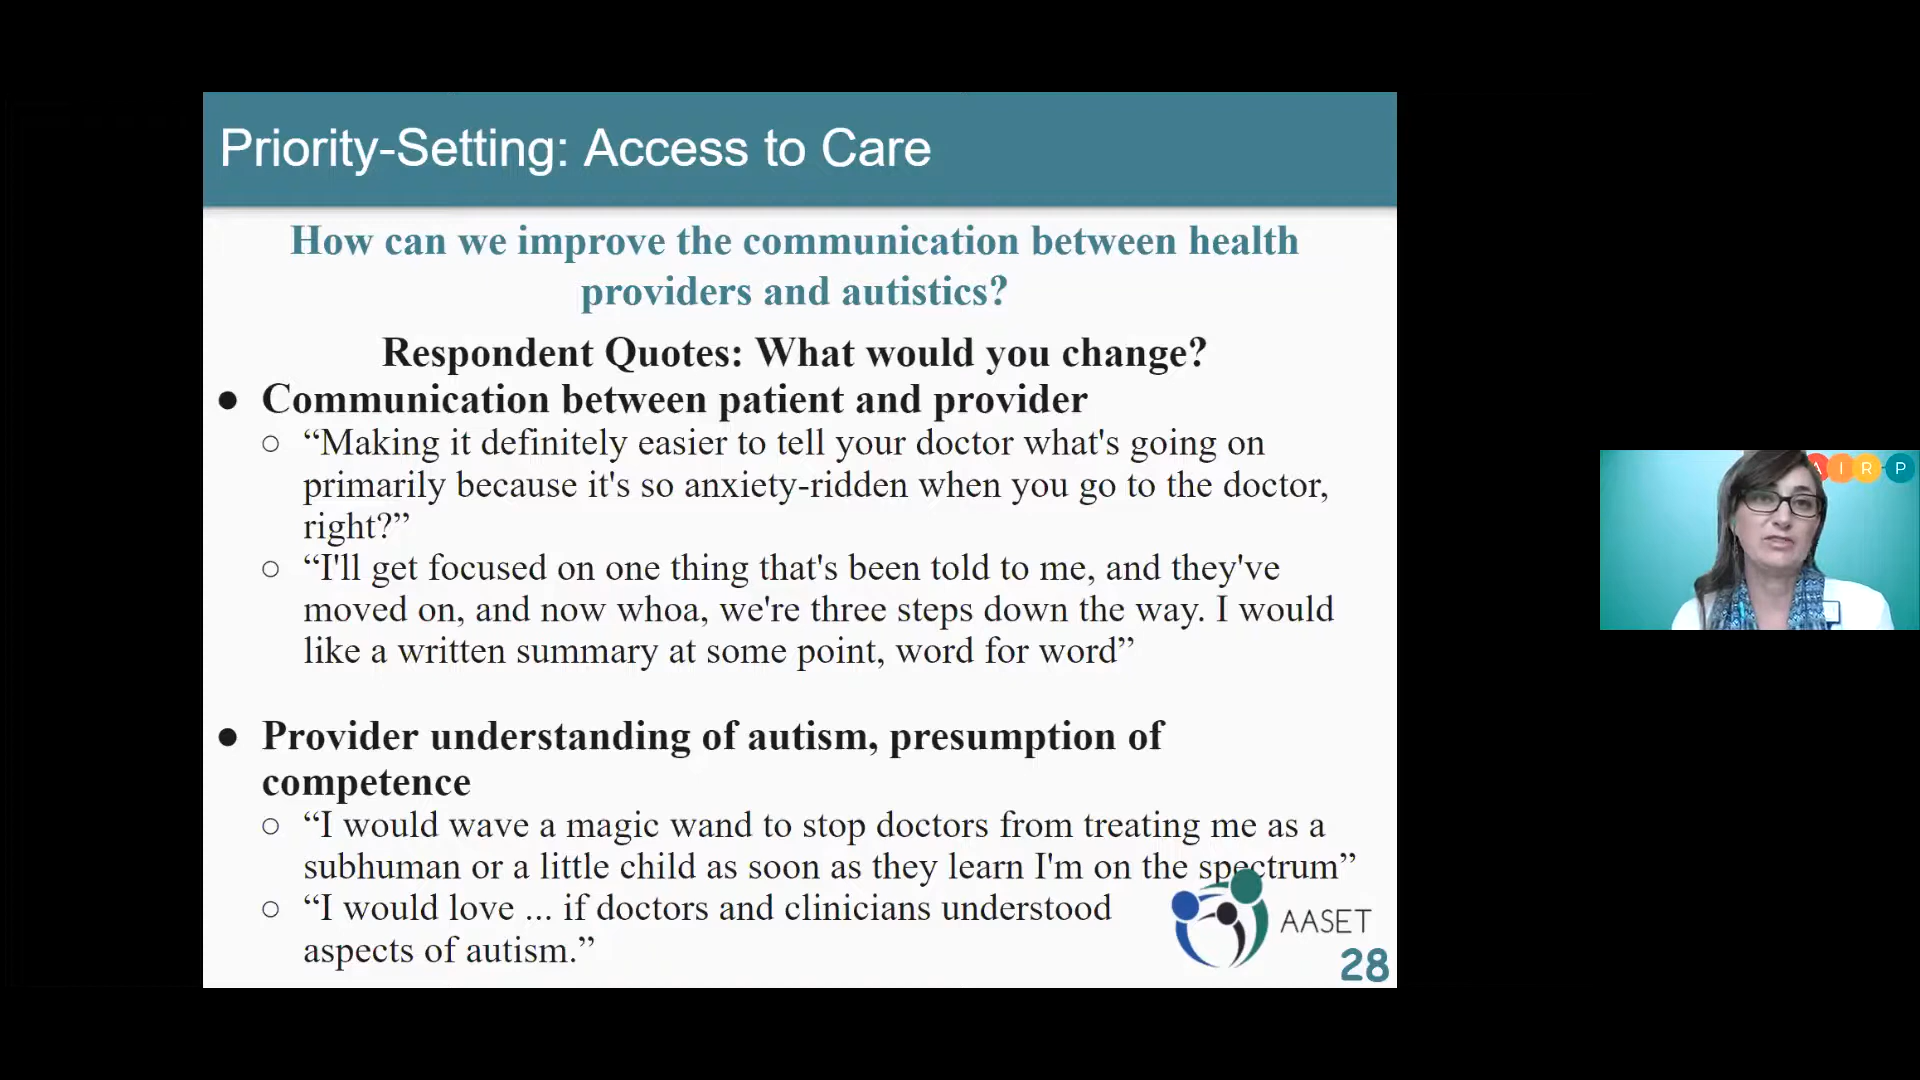 Priority-Setting: Access to Care
How can we improve the communication between health
providers and autistics?
Respondent Quotes: What would you change?
● Communication between patient and provider
○ “Making it definitely easier to tell your doctor what's going on
primarily because it's so anxiety-ridden when you go to the doctor,
right?”
○ “I'll get focused on one thing that's been told to me, and they've
moved on, and now whoa, we're three steps down the way. I would
like a written summary at some point, word for word”
● Provider understanding of autism, presumption of
competence
○ “I would wave a magic wand to stop doctors from treating me as a
subhuman or a little child as soon as they learn I'm on the spectrum”
○ “I would love ... if doctors and clinicians understood
aspects of autism.”
AASET
28
A I R - P